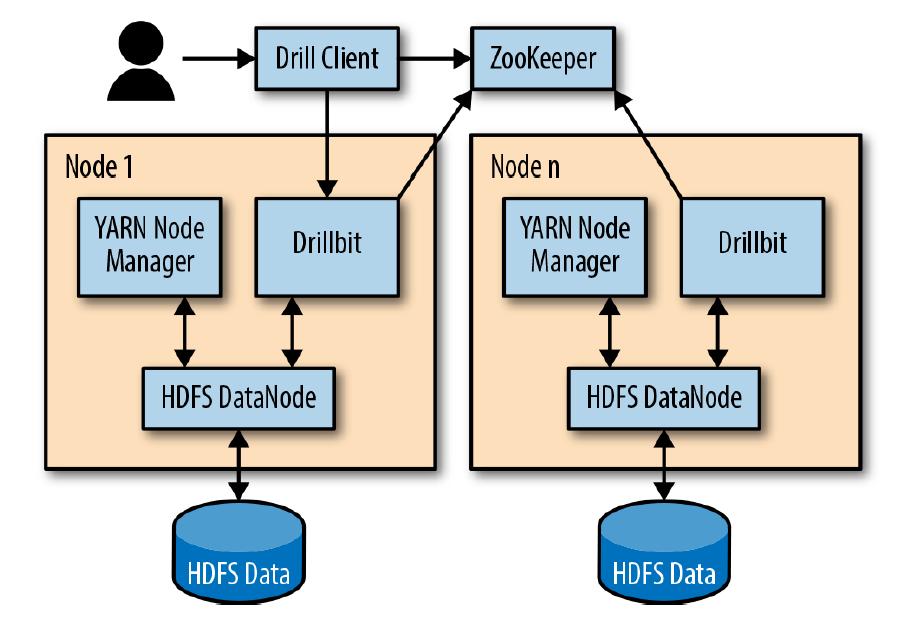 Drill Client
ZooKeeper
Node 1
YARN Node
Manager
Drillbit
HDFS DataNode
HDFS Data
Node n
YARN Node
Manager
Drillbit
HDFS DataNode
HDFS Data